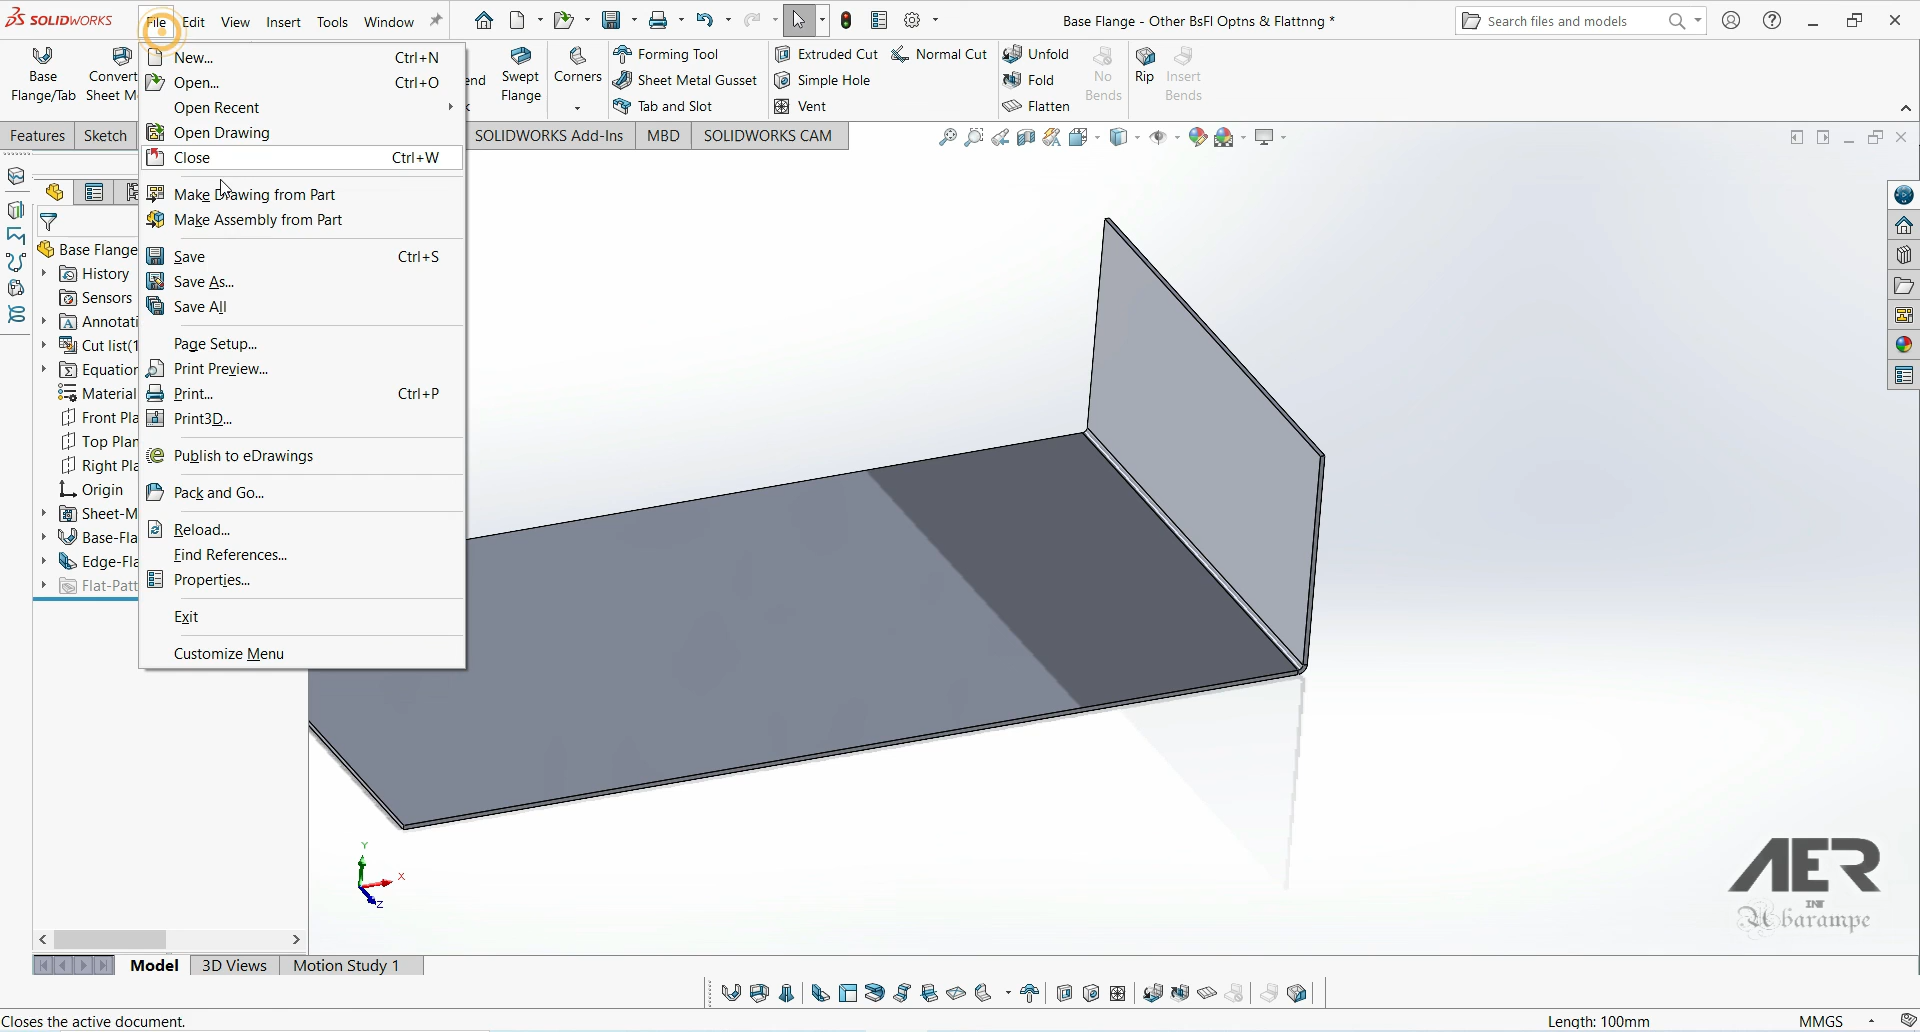 SOLIDWORKS
File Edit View Insert Tools Window
Base Flange - Other BsFl Optns & Flattnng *
Search files and models
Base
Flange/Tab
Convert
Sheet M
end
k
Swept
Flange
Corners
Forming Tool
Sheet Metal Gusset
Tab and Slot
Extruded Cut
Simple Hole
Vent
Normal Cut
Unfold
Fold
Flatten
No
Bends
Rip
Insert
Bends
Features Sketch SOLIDWORKS Add-Ins MBD SOLIDWORKS CAM
New... Ctrl+N
Open... Ctrl+O
Open Recent
Open Drawing
Close Ctrl+W
Make Drawing from Part
Make Assembly from Part
Save Ctrl+S
Save As...
Save All
Page Setup...
Print Preview...
Print... Ctrl+P
Print3D...
Publish to eDrawings
Pack and Go...
Reload...
Find References...
Properties...
Exit
Customize Menu
Base Flange
History
Sensors
Annotati
Cut list(1
Equation
Material
Front Pla
Top Plan
Right Pla
Origin
Sheet-M
Base-Fla
Edge-Fla
Flat-Patt
Y
X
Z
AER
INT
Abarampe
Model 3D Views Motion Study 1
Closes the active document.
Length: 100mm
MMGS